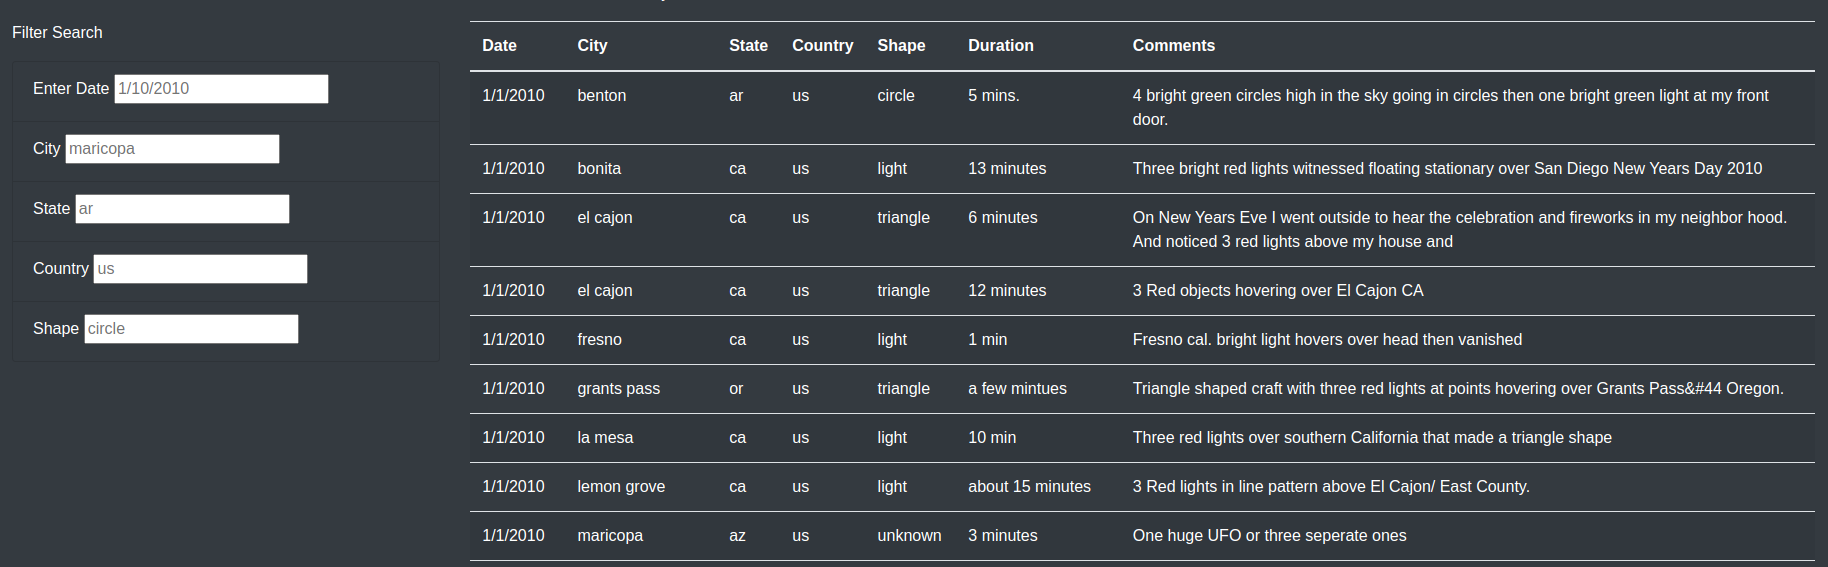 Filter Search
Enter Date 1/10/2010
City maricopa
State ar
Country us
Shape circle
Date City State Country Shape Duration Comments
1/1/2010 benton ar us circle 5 mins. 4 bright green circles high in the sky going in circles then one bright green light at my front
door.
1/1/2010 bonita ca us light 13 minutes Three bright red lights witnessed floating stationary over San Diego New Years Day 2010
1/1/2010 el cajon ca us triangle 6 minutes On New Years Eve I went outside to hear the celebration and fireworks in my neighbor hood.
And noticed 3 red lights above my house and
1/1/2010 el cajon ca us triangle 12 minutes 3 Red objects hovering over El Cajon CA
1/1/2010 fresno ca us light 1 min Fresno cal. bright light hovers over head then vanished
1/1/2010 grants pass or us triangle a few mintues Triangle shaped craft with three red lights at points hovering over Grants Pass&#44 Oregon.
1/1/2010 la mesa ca us light 10 min Three red lights over southern California that made a triangle shape
1/1/2010 lemon grove ca us light about 15 minutes 3 Red lights in line pattern above El Cajon/ East County.
1/1/2010 maricopa az us unknown 3 minutes One huge UFO or three seperate ones